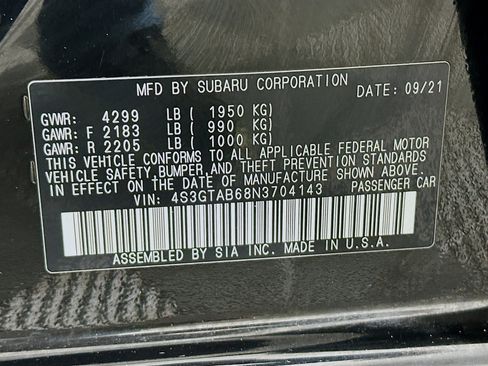 MFD BY SUBARU CORPORATION DATE: 09/21
GVWR: 4299 LB ( 1950 KG)
GAWR: F 2183 LB ( 990 KG)
GAWR: R 2205 LB ( 1000 KG)
THIS VEHICLE CONFORMS TO ALL APPLICABLE FEDERAL MOTOR
VEHICLE SAFETY, BUMPER, AND THEFT PREVENTION STANDARDS
IN EFFECT ON THE DATE OF MANUFACTURE SHOWN ABOVE.
VIN: 4S3GTAB68N3704143 PASSENGER CAR
ASSEMBLED BY SIA INC. MADE IN U.S.A.